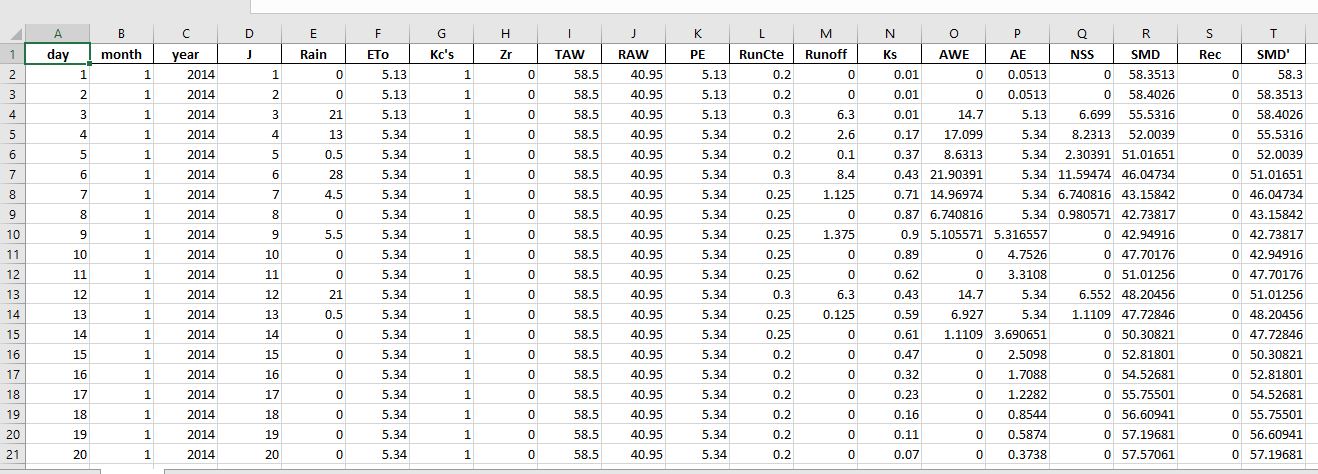 A B C D E F G H I J K L M N O P Q R S T
1 day month year J Rain ETo Kc's Zr TAW RAW PE RunCte Runoff Ks AWE AE NSS SMD Rec SMD'
2 1 1 2014 1 0 5.13 1 0 58.5 40.95 5.13 0.2 0 0.01 0 0.0513 0 58.3513 0 58.3
3 2 1 2014 2 0 5.13 1 0 58.5 40.95 5.13 0.2 0 0.01 0 0.0513 0 58.4026 0 58.3513
4 3 1 2014 3 21 5.13 1 0 58.5 40.95 5.13 0.3 6.3 0.01 14.7 5.13 6.699 55.5316 0 58.4026
5 4 1 2014 4 13 5.34 1 0 58.5 40.95 5.34 0.2 2.6 0.17 17.099 5.34 8.2313 52.0039 0 55.5316
6 5 1 2014 5 0.5 5.34 1 0 58.5 40.95 5.34 0.2 0.1 0.37 8.6313 5.34 2.30391 51.01651 0 52.0039
7 6 1 2014 6 28 5.34 1 0 58.5 40.95 5.34 0.3 8.4 0.43 21.90391 5.34 11.59474 46.04734 0 51.01651
8 7 1 2014 7 4.5 5.34 1 0 58.5 40.95 5.34 0.25 1.125 0.71 14.96974 5.34 6.740816 43.15842 0 46.04734
9 8 1 2014 8 0 5.34 1 0 58.5 40.95 5.34 0.25 0 0.87 6.740816 5.34 0.980571 42.73817 0 43.15842
10 9 1 2014 9 5.5 5.34 1 0 58.5 40.95 5.34 0.25 1.375 0.9 5.105571 5.316557 0 42.94916 0 42.73817
11 10 1 2014 10 0 5.34 1 0 58.5 40.95 5.34 0.25 0 0.89 0 4.7526 0 47.70176 0 42.94916
12 11 1 2014 11 0 5.34 1 0 58.5 40.95 5.34 0.25 0 0.62 0 3.3108 0 51.01256 0 47.70176
13 12 1 2014 12 21 5.34 1 0 58.5 40.95 5.34 0.3 6.3 0.43 14.7 5.34 6.552 48.20456 0 51.01256
14 13 1 2014 13 0.5 5.34 1 0 58.5 40.95 5.34 0.25 0.125 0.59 6.927 5.34 1.1109 47.72846 0 48.20456
15 14 1 2014 14 0 5.34 1 0 58.5 40.95 5.34 0.25 0 0.61 1.1109 3.690651 0 50.30821 0 47.72846
16 15 1 2014 15 0 5.34 1 0 58.5 40.95 5.34 0.2 0 0.47 0 2.5098 0 52.81801 0 50.30821
17 16 1 2014 16 0 5.34 1 0 58.5 40.95 5.34 0.2 0 0.32 0 1.7088 0 54.52681 0 52.81801
18 17 1 2014 17 0 5.34 1 0 58.5 40.95 5.34 0.2 0 0.23 0 1.2282 0 55.75501 0 54.52681
19 18 1 2014 18 0 5.34 1 0 58.5 40.95 5.34 0.2 0 0.16 0 0.8544 0 56.60941 0 55.75501
20 19 1 2014 19 0 5.34 1 0 58.5 40.95 5.34 0.2 0 0.11 0 0.5874 0 57.19681 0 56.60941
21 20 1 2014 20 0 5.34 1 0 58.5 40.95 5.34 0.2 0 0.07 0 0.3738 0 57.57061 0 57.19681